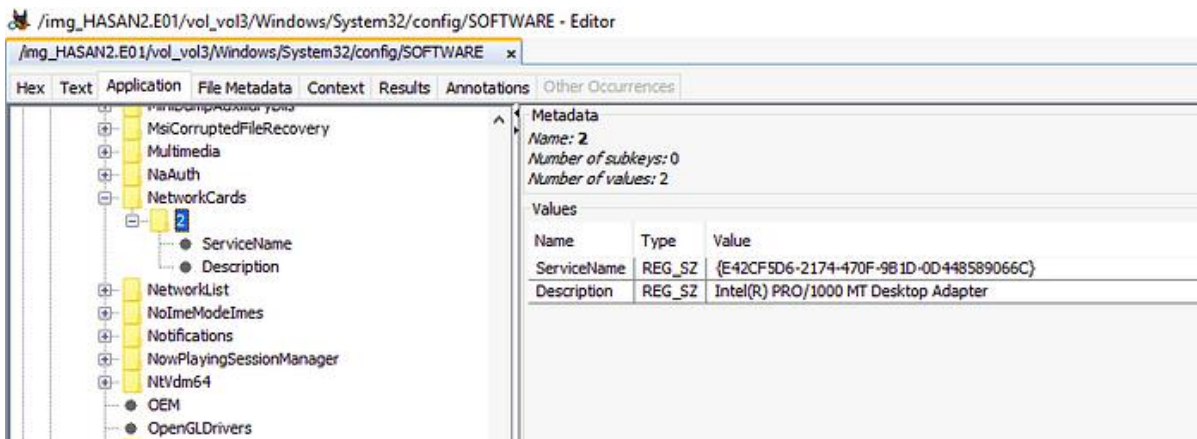 /img_HASAN2.E01/vol_vol3/Windows/System32/config/SOFTWARE - Editor
/img_HASAN2.E01/vol_vol3/Windows/System32/config/SOFTWARE x
Hex Text Application File Metadata Context Results Annotations Other Occurrences
MiniDumpAuxiliaryDlls
MsiCorruptedFileRecovery
Multimedia
NaAuth
NetworkCards
2
ServiceName
Description
NetworkList
NoImeModeImes
Notifications
NowPlayingSessionManager
NtVdm64
OEM
OpenGLDrivers
Metadata
Name: 2
Number of subkeys: 0
Number of values: 2
Values
Name Type Value
ServiceName REG_SZ {E42CF5D6-2174-470F-9B1D-0D448589066C}
Description REG_SZ Intel(R) PRO/1000 MT Desktop Adapter